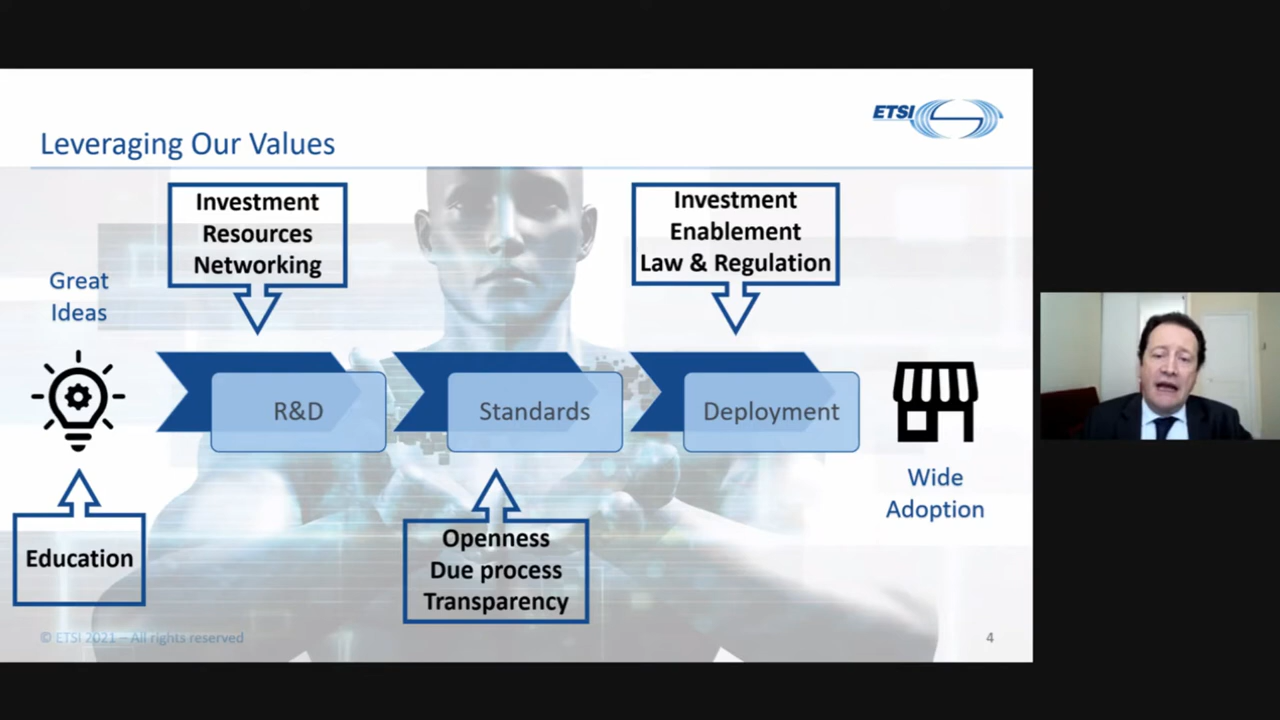 ETSI
Leveraging Our Values
Investment
Resources
Networking
Investment
Enablement
Law & Regulation
Great
Ideas
R&D
Standards
Deployment
Wide
Adoption
Education
Openness
Due process
Transparency
© ETSI 2021 – All rights reserved
4